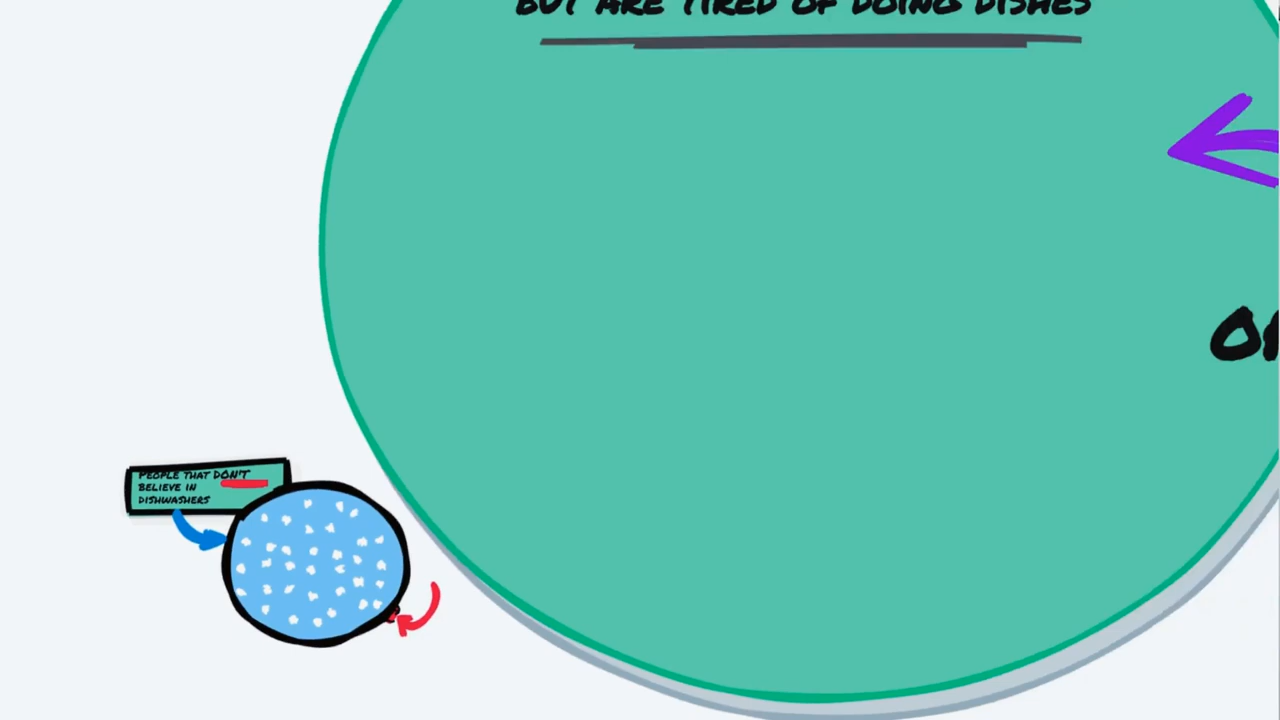 BUT ARE TIRED OF DOING DISHES
PEOPLE THAT DON'T
BELIEVE IN
DISHWASHERS